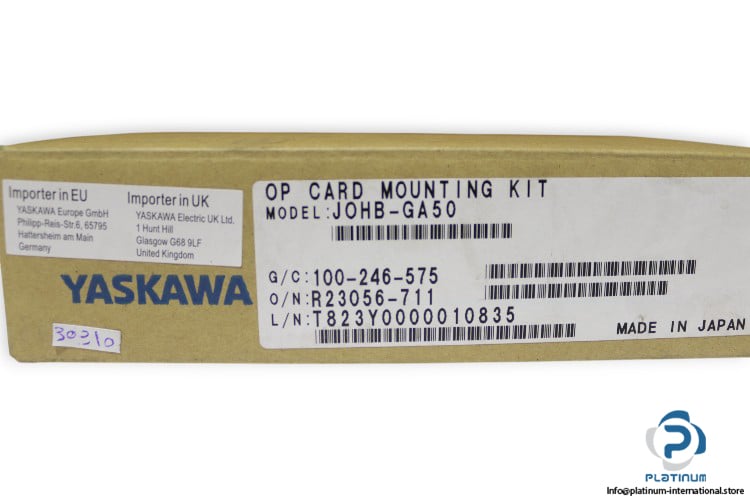 Importer in EU
YASKAWA Europe GmbH
Philipp-Reis-Str.6, 65795
Hattersheim am Main
Germany
Importer in UK
YASKAWA Electric UK Ltd.
1 Hunt Hill
Glasgow G68 9LF
United Kingdom
YASKAWA
30310
OP CARD MOUNTING KIT
MODEL:JOHB-GA50
G/C:100-246-575
O/N:R23056-711
L/N:T823Y0000010835
MADE IN JAPAN
PLATINUM
Info@platinum-international.store